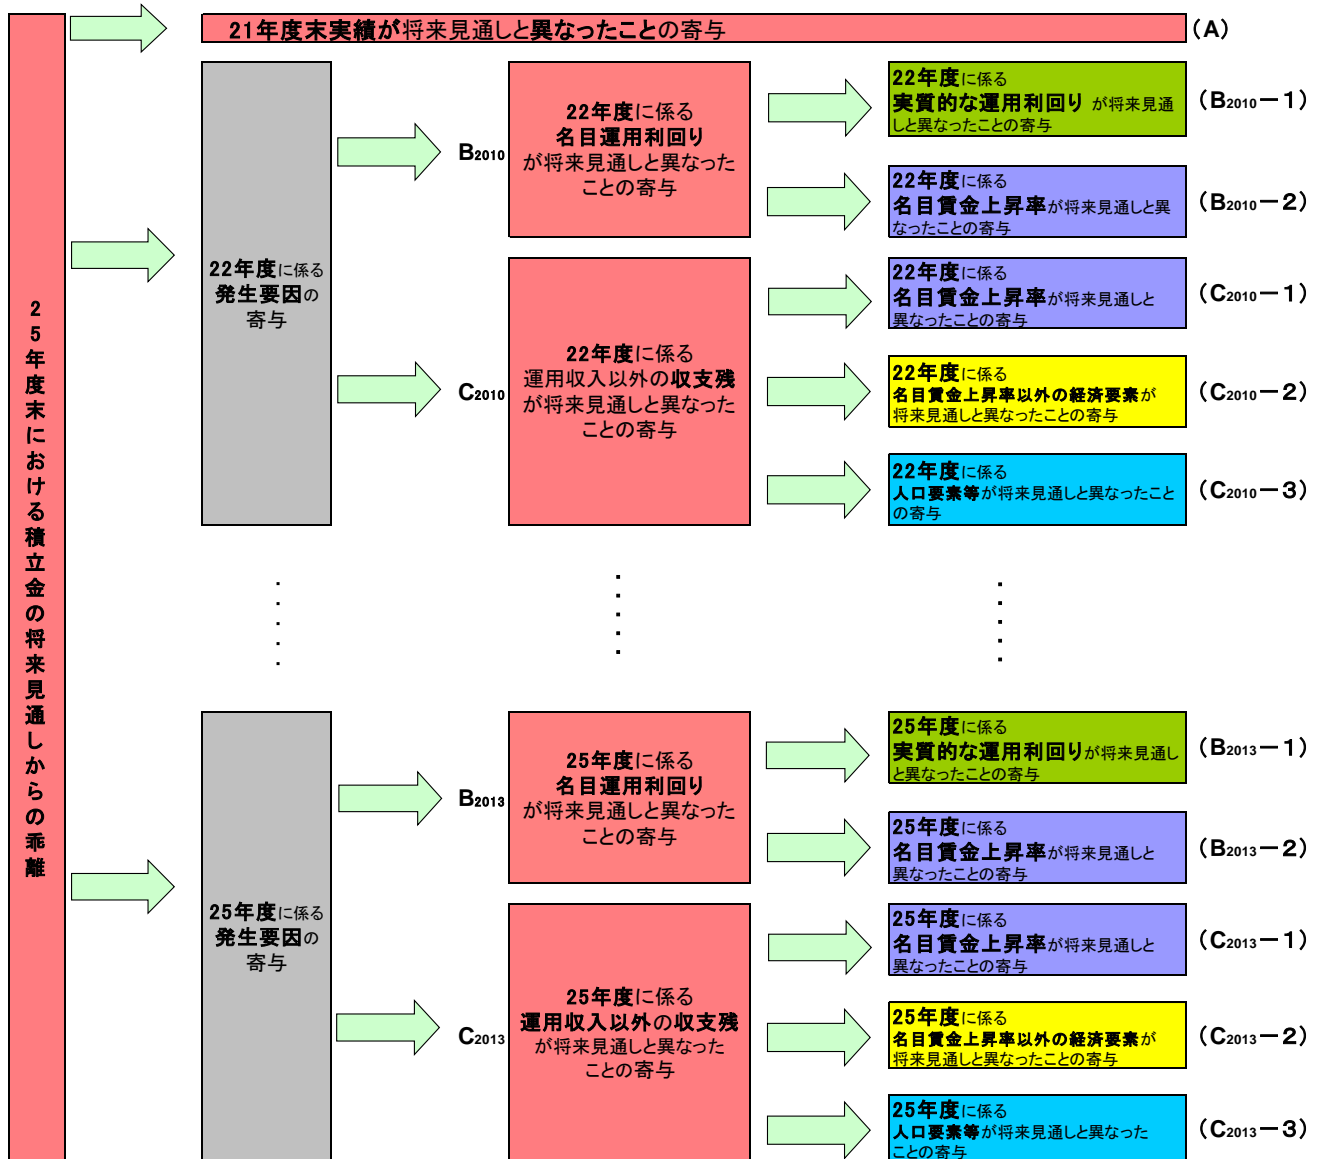 21年度末実績が将来見通しと異なったことの寄与
(A)
25年度末における積立金の将来見通しからの乖離
22年度に係る
発生要因の
寄与
B2010
22年度に係る
名目運用利回り
が将来見通しと異なった
ことの寄与
22年度に係る
実質的な運用利回り が将来見通
しと異なったことの寄与
(B2010－1)
22年度に係る
名目賃金上昇率が将来見通しと異
なったことの寄与
(B2010－2)
C2010
22年度に係る
運用収入以外の収支残
が将来見通しと異なった
ことの寄与
22年度に係る
名目賃金上昇率が将来見通しと
異なったことの寄与
(C2010－1)
22年度に係る
名目賃金上昇率以外の経済要素が
将来見通しと異なったことの寄与
(C2010－2)
22年度に係る
人口要素等が将来見通しと異なったこと
の寄与
(C2010－3)
25年度に係る
発生要因の
寄与
B2013
25年度に係る
名目運用利回り
が将来見通しと異なった
ことの寄与
25年度に係る
実質的な運用利回りが将来見通し
と異なったことの寄与
(B2013－1)
25年度に係る
名目賃金上昇率が将来見通しと
異なったことの寄与
(B2013－2)
C2013
25年度に係る
運用収入以外の収支残
が将来見通しと異なった
ことの寄与
25年度に係る
名目賃金上昇率が将来見通しと
異なったことの寄与
(C2013－1)
25年度に係る
名目賃金上昇率以外の経済要素が
将来見通しと異なったことの寄与
(C2013－2)
25年度に係る
人口要素等が将来見通しと異なった
ことの寄与
(C2013－3)